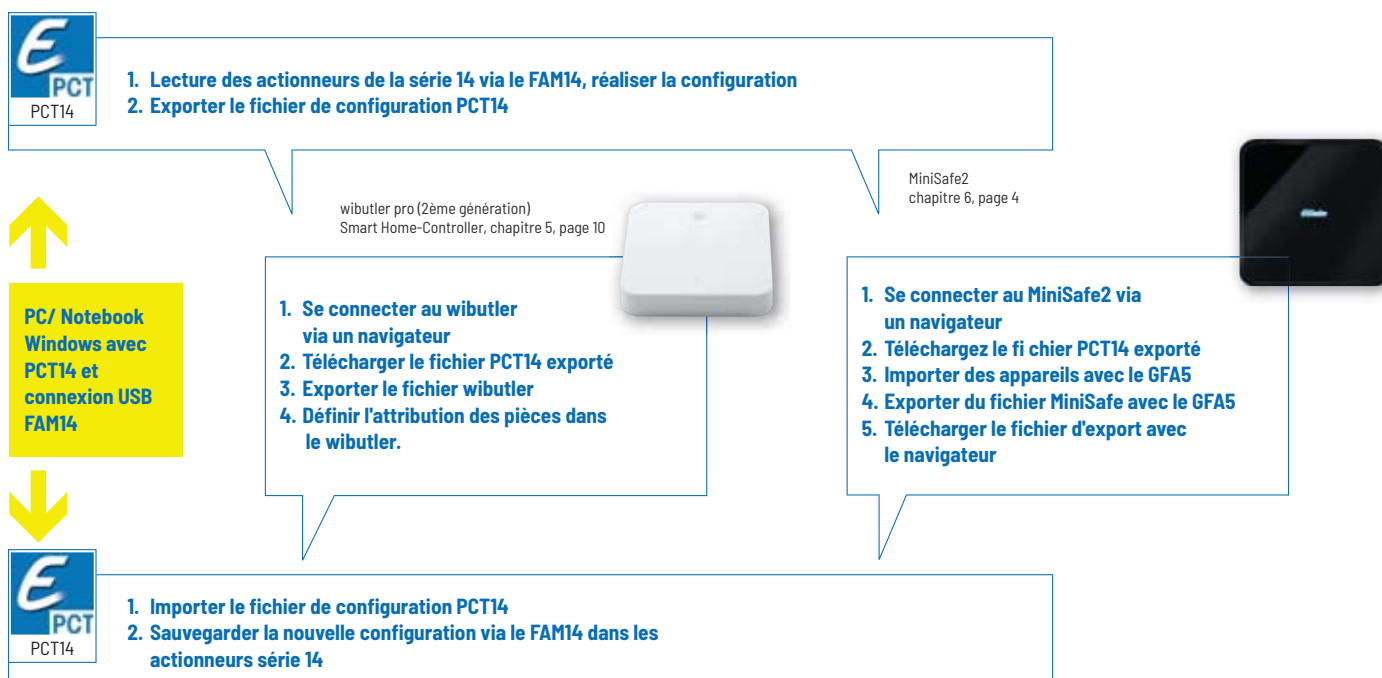 E
PCT
PCT14
1. Lecture des actionneurs de la série 14 via le FAM14, réaliser la configuration
2. Exporter le fichier de configuration PCT14
wibutler pro (2ème génération)
Smart Home-Controller, chapitre 5, page 10
MiniSafe2
chapitre 6, page 4
PC/ Notebook
Windows avec
PCT14 et
connexion USB
FAM14
1. Se connecter au wibutler
via un navigateur
2. Télécharger le fichier PCT14 exporté
3. Exporter le fichier wibutler
4. Définir l'attribution des pièces dans
le wibutler.
1. Se connecter au MiniSafe2 via
un navigateur
2. Téléchargez le fi chier PCT14 exporté
3. Importer des appareils avec le GFA5
4. Exporter du fichier MiniSafe avec le GFA5
5. Télécharger le fichier d'export avec
le navigateur
E
PCT
PCT14
1. Importer le fichier de configuration PCT14
2. Sauvegarder la nouvelle configuration via le FAM14 dans les
actionneurs série 14